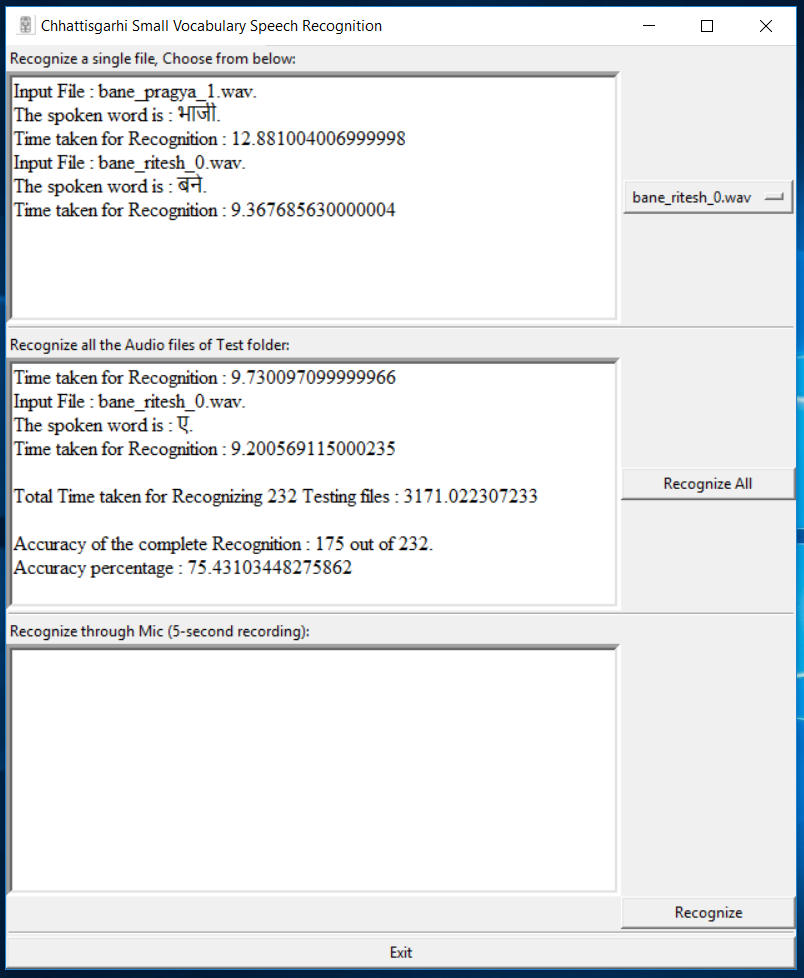 Chhattisgarhi Small Vocabulary Speech Recognition
Recognize a single file, Choose from below:
Input File : bane_pragya_1.wav.
The spoken word is : भाजी.
Time taken for Recognition : 12.881004006999998
Input File : bane_ritesh_0.wav.
The spoken word is : बने.
Time taken for Recognition : 9.367685630000004
bane_ritesh_0.wav
Recognize all the Audio files of Test folder:
Time taken for Recognition : 9.730097099999966
Input File : bane_ritesh_0.wav.
The spoken word is : ए.
Time taken for Recognition : 9.200569115000235
Total Time taken for Recognizing 232 Testing files : 3171.022307233
Accuracy of the complete Recognition : 175 out of 232.
Accuracy percentage : 75.43103448275862
Recognize All
Recognize through Mic (5-second recording):
Recognize
Exit